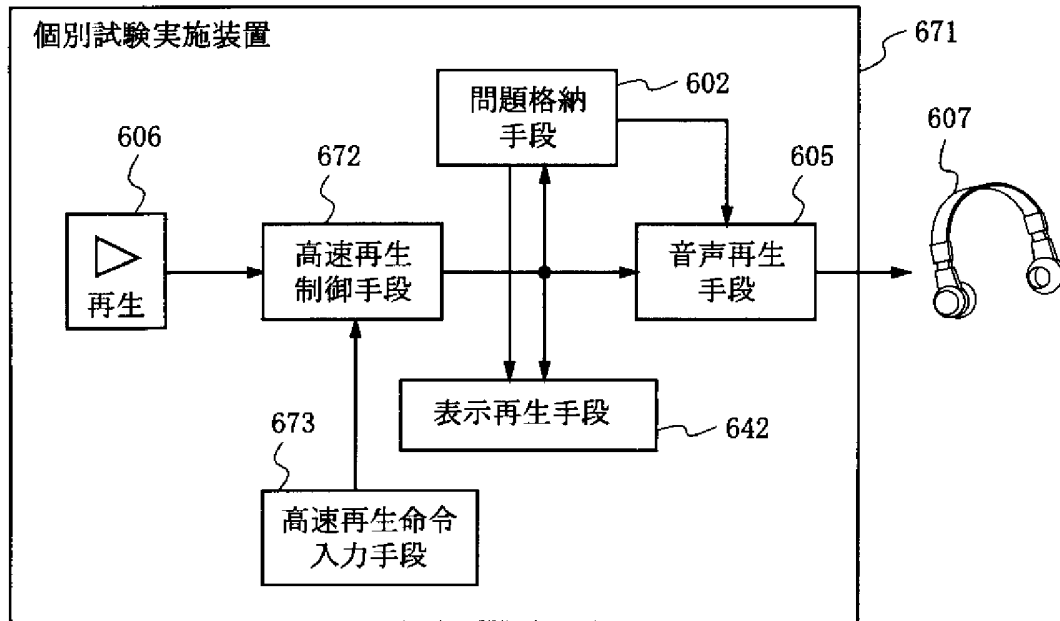 個別試験実施装置
671
問題格納
手段
602
606
672
605
607
再生
高速再生
制御手段
音声再生
手段
表示再生手段
642
673
高速再生命令
入力手段